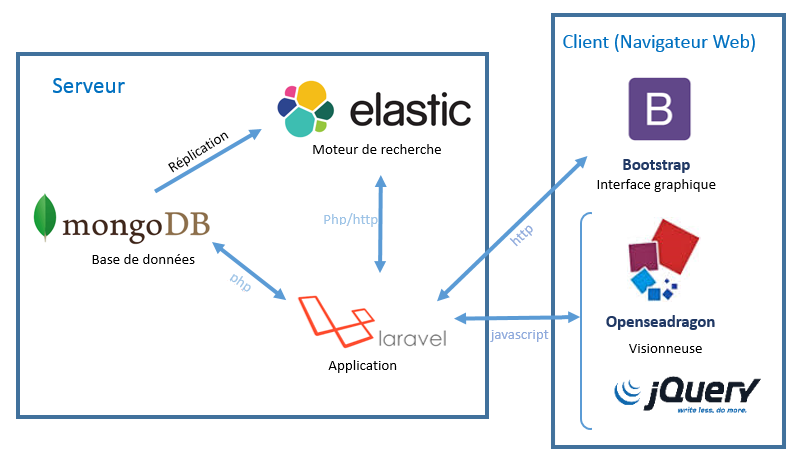 Serveur
elastic
Moteur de recherche
Réplication
mongoDB
Base de données
Php/http
php
laravel
Application
http
javascript
Client (Navigateur Web)
B
Bootstrap
Interface graphique
Openseadragon
Visionneuse
jQuery
write less, do more.